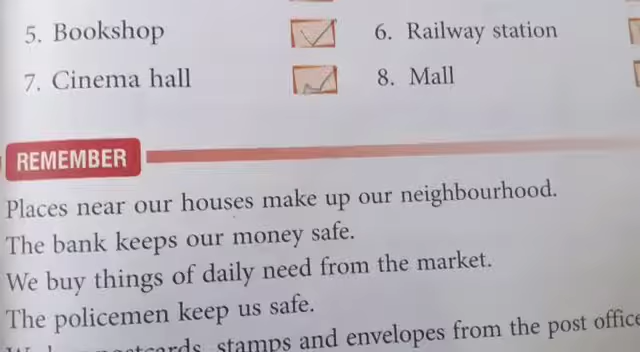 5. Bookshop 6. Railway station
7. Cinema hall 8. Mall
REMEMBER
Places near our houses make up our neighbourhood.
The bank keeps our money safe.
We buy things of daily need from the market.
The policemen keep us safe.
stamps and envelopes from the post office